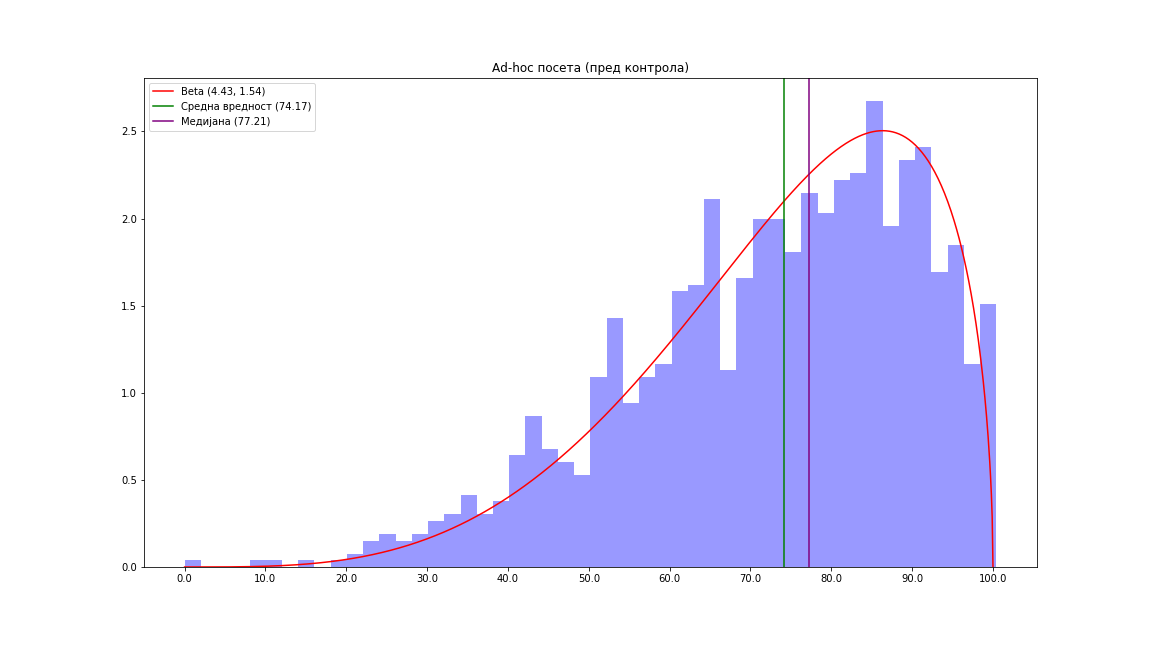 Ad-hoc посета (пред контрола)
Beta (4.43, 1.54)
Средна вредност (74.17)
Медијана (77.21)
2.5
2.0
1.5
1.0
0.5
0.0
0.0 10.0 20.0 30.0 40.0 50.0 60.0 70.0 80.0 90.0 100.0